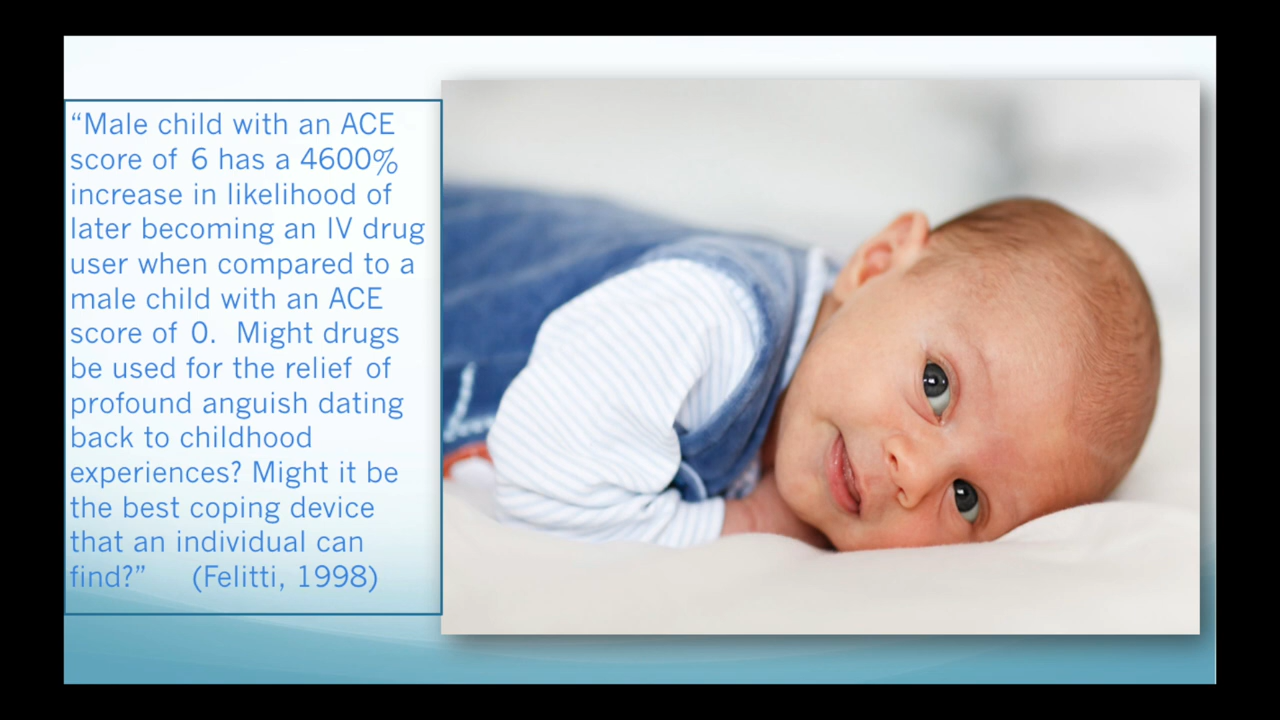 “Male child with an ACE
score of 6 has a 4600%
increase in likelihood of
later becoming an IV drug
user when compared to a
male child with an ACE
score of 0.  Might drugs
be used for the relief of
profound anguish dating
back to childhood
experiences? Might it be
the best coping device
that an individual can
find?”    (Felitti, 1998)